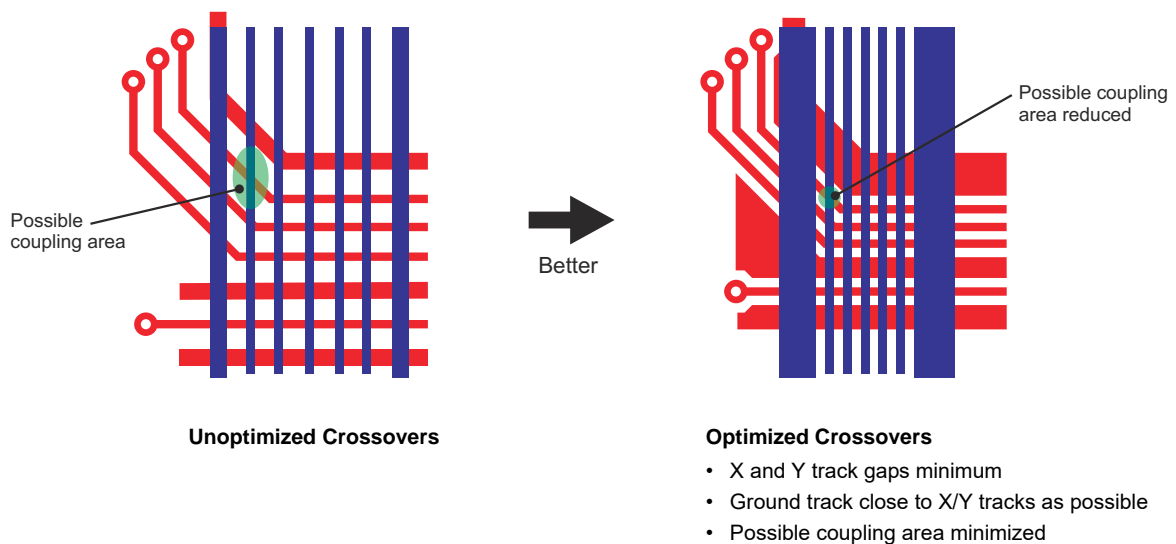 Possible coupling
area reduced
Possible
coupling area
Better
Unoptimized Crossovers
Optimized Crossovers
• X and Y track gaps minimum
• Ground track close to X/Y tracks as possible
• Possible coupling area minimized